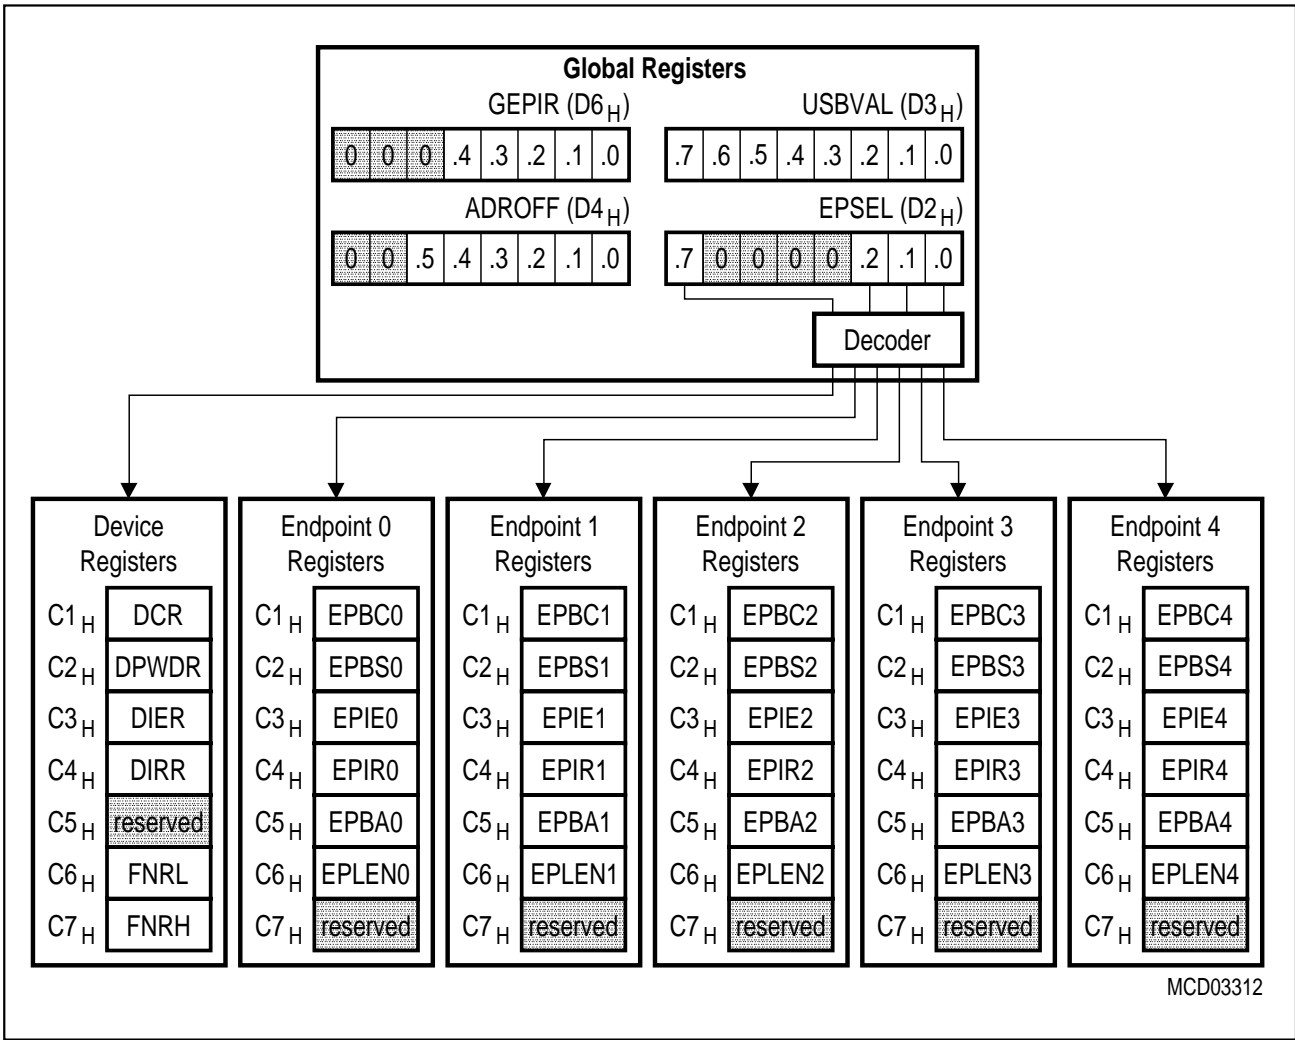 Global Registers
GEPIR (D6H) USBVAL (D3H)
0 0 0 .4 .3 .2 .1 .0 .7 .6 .5 .4 .3 .2 .1 .0
ADROFF (D4H) EPSEL (D2H)
0 0 .5 .4 .3 .2 .1 .0 .7 0 0 0 0 .2 .1 .0
Decoder
Device Endpoint 0 Endpoint 1 Endpoint 2 Endpoint 3 Endpoint 4
Registers Registers Registers Registers Registers Registers
C1H DCR C1H EPBC0 C1H EPBC1 C1H EPBC2 C1H EPBC3 C1H EPBC4
C2H DPWDR C2H EPBS0 C2H EPBS1 C2H EPBS2 C2H EPBS3 C2H EPBS4
C3H DIER C3H EPIE0 C3H EPIE1 C3H EPIE2 C3H EPIE3 C3H EPIE4
C4H DIRR C4H EPIR0 C4H EPIR1 C4H EPIR2 C4H EPIR3 C4H EPIR4
C5H reserved C5H EPBA0 C5H EPBA1 C5H EPBA2 C5H EPBA3 C5H EPBA4
C6H FNRL C6H EPLEN0 C6H EPLEN1 C6H EPLEN2 C6H EPLEN3 C6H EPLEN4
C7H FNRH C7H reserved C7H reserved C7H reserved C7H reserved C7H reserved
MCD03312